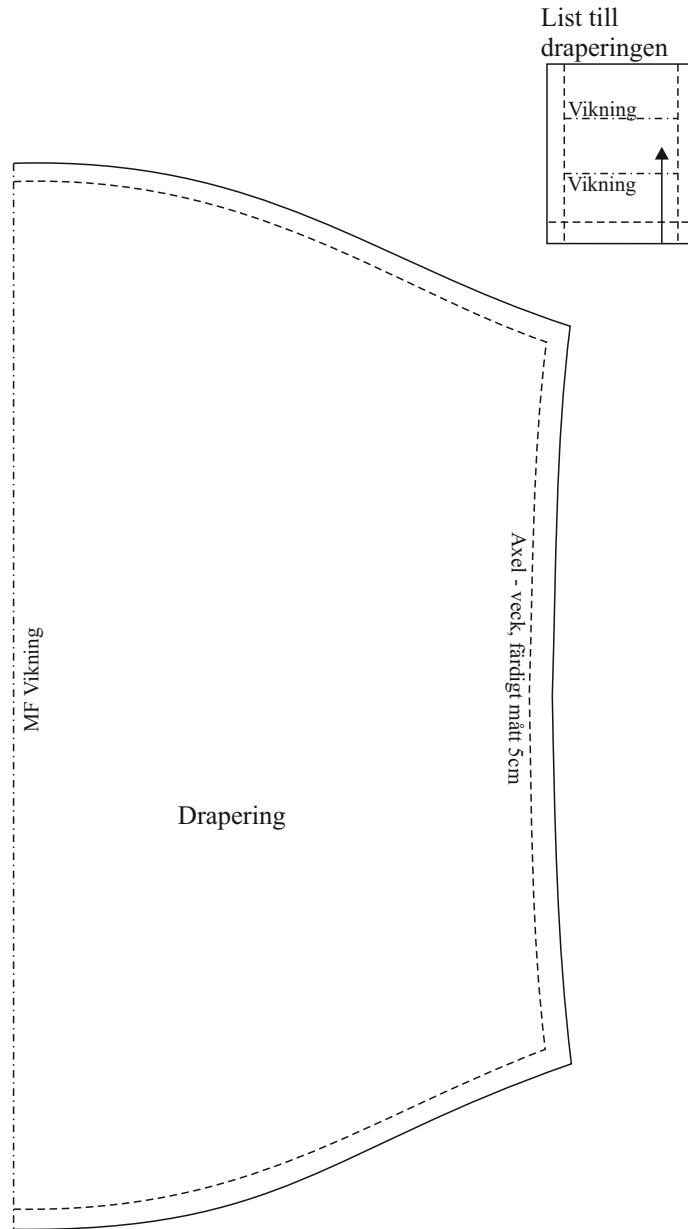 List till
draperingen
Vikning
Vikning
Axel - veck, färdigt mått 5cm
MF Vikning
Drapering